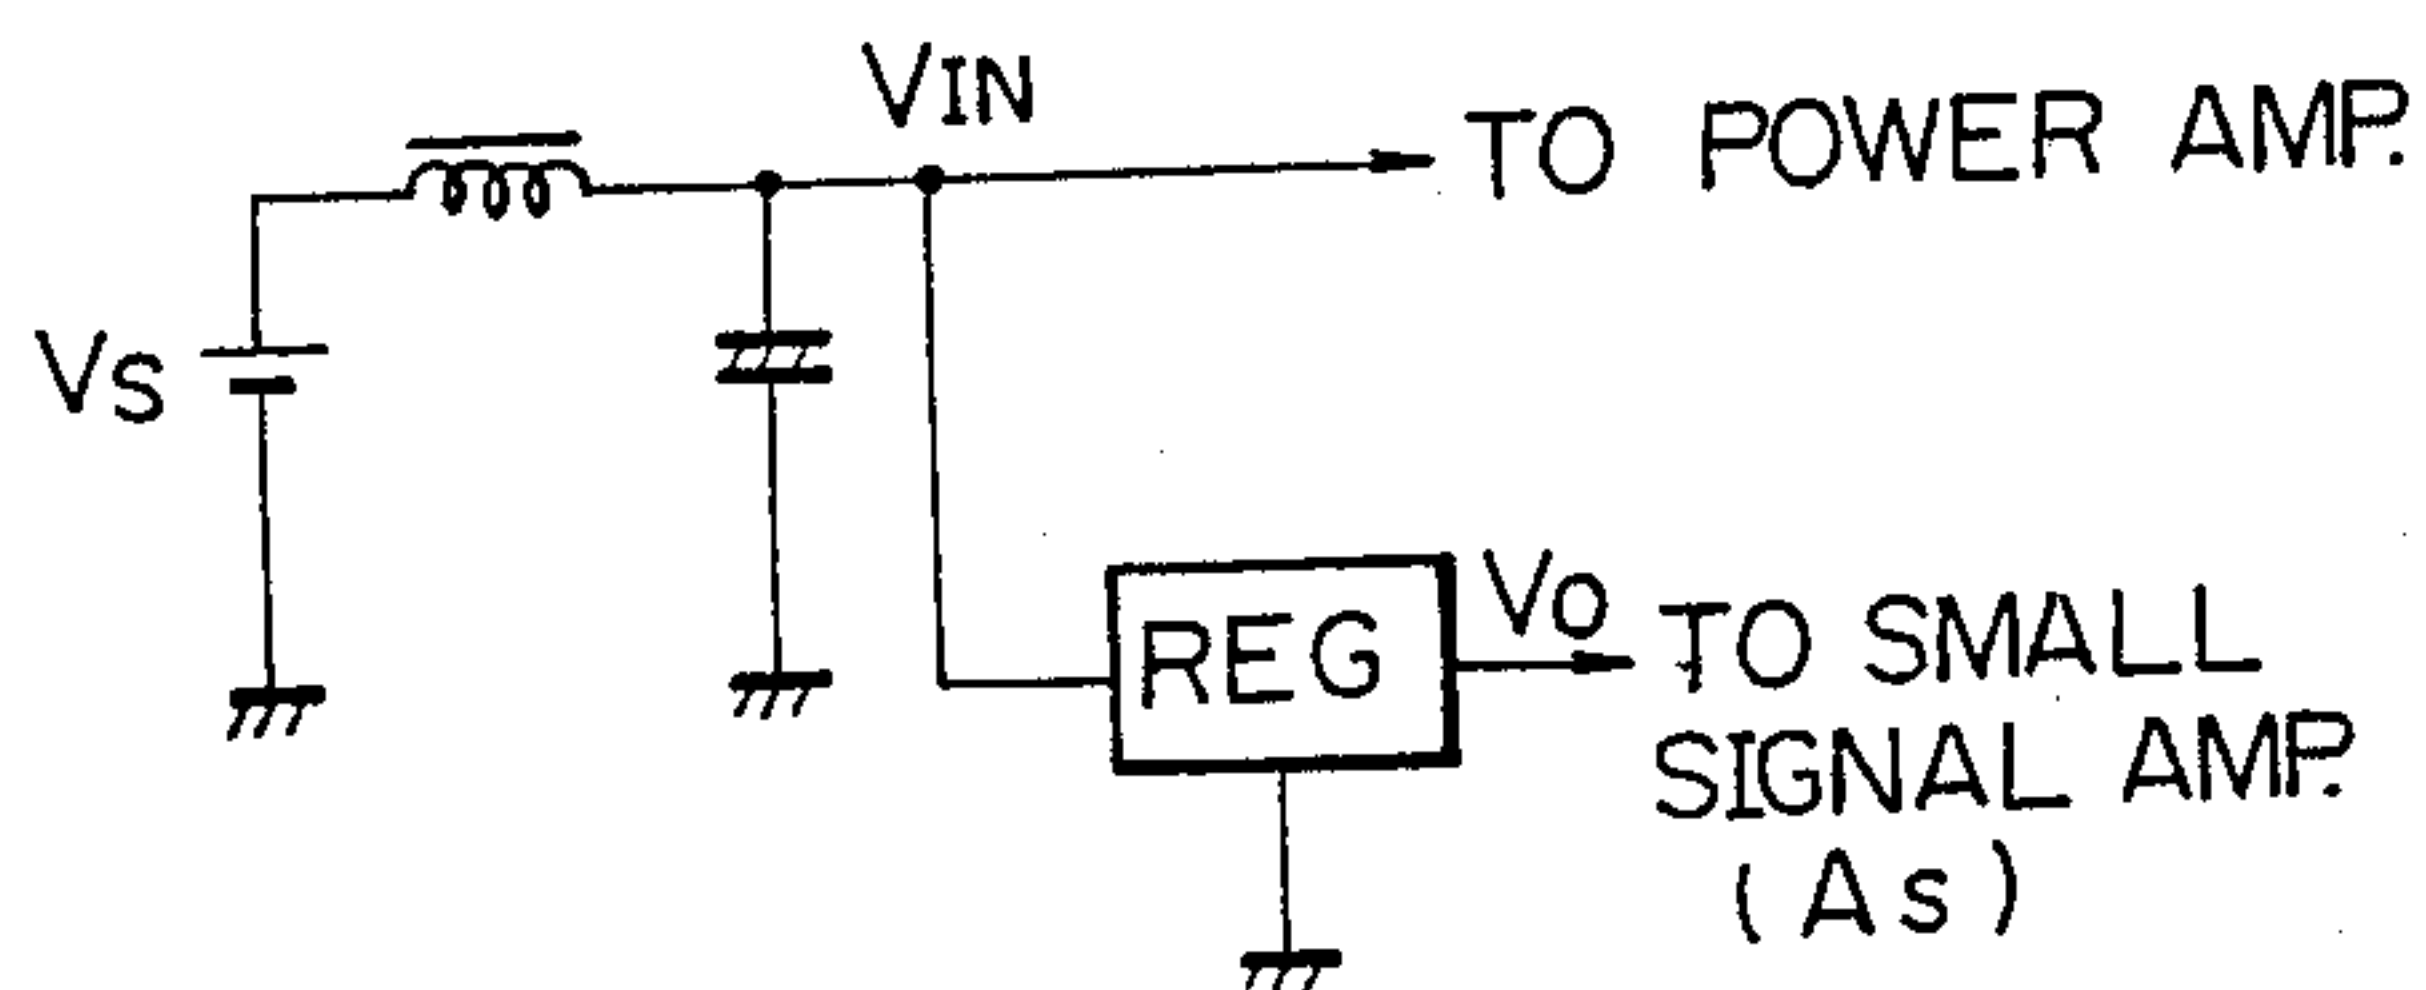 VIN
TO POWER AMP.
VS
REG
VO
TO SMALL
SIGNAL AMP.
(AS)